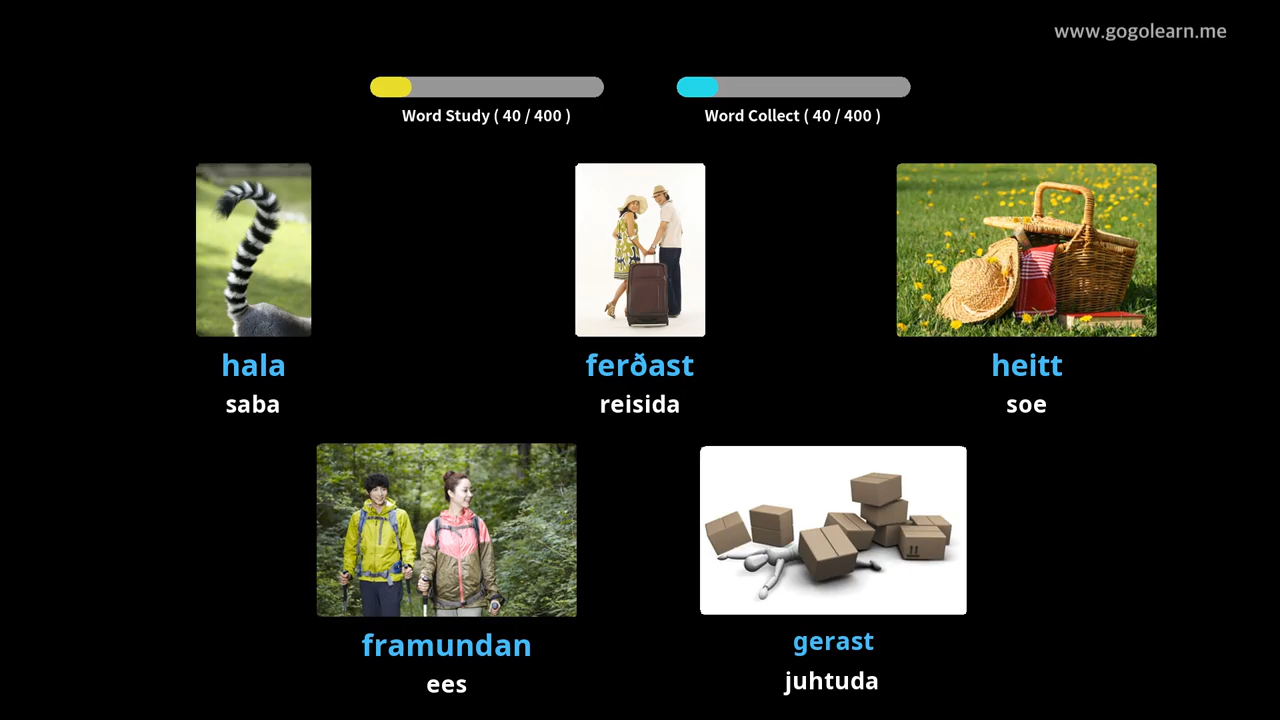 www.gogolearn.me
Word Study ( 40 / 400 )
Word Collect ( 40 / 400 )
hala
saba
ferðast
reisida
heitt
soe
framundan
ees
gerast
juhtuda